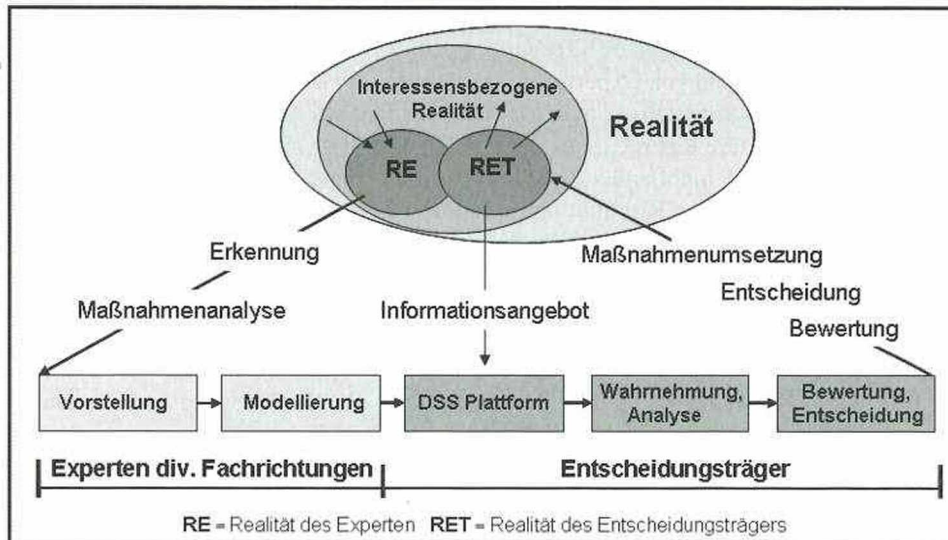 Interessensbezogene
Realität
Realität
RE
RET
Erkennung
Maßnahmenumsetzung
Maßnahmenanalyse
Informationsangebot
Entscheidung
Bewertung
Vorstellung
Modellierung
DSS Plattform
Wahrnehmung,
Analyse
Bewertung,
Entscheidung
Experten div. Fachrichtungen
Entscheidungsträger
RE = Realität des Experten RET = Realität des Entscheidungsträgers